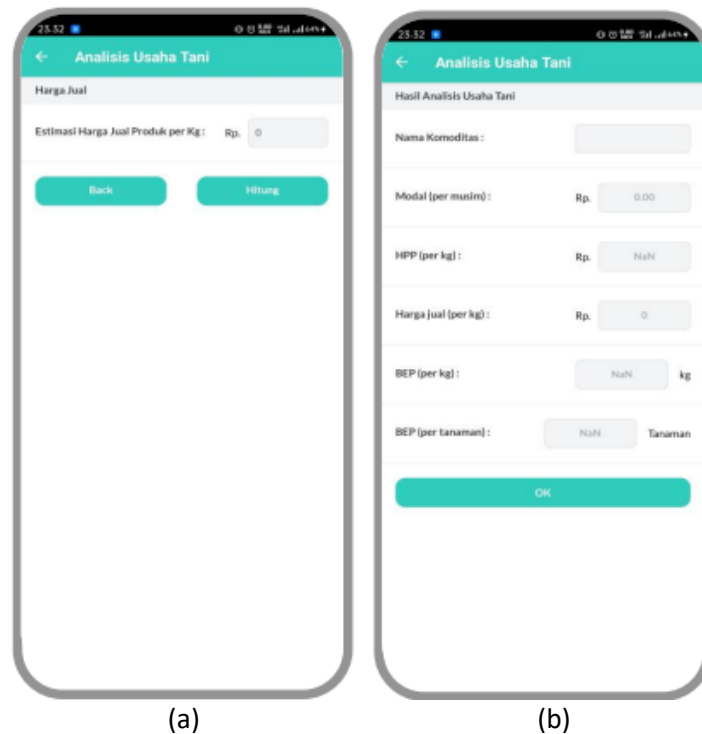 23.32
Analisis Usaha Tani
Harga Jual
Estimasi Harga Jual Produk per Kg : Rp. 0
Back Hitung
(a)
23.32
Analisis Usaha Tani
Hasil Analisis Usaha Tani
Nama Komoditas :
Modal (per musim) : Rp. 0.00
HPP (per kg) : Rp. NaN
Harga jual (per kg) : Rp. 0
BEP (per kg) : NaN kg
BEP (per tanaman) : NaN Tanaman
OK
(b)